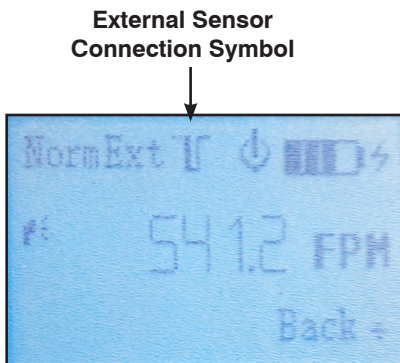 External Sensor
Connection Symbol
NormExt
541.2 FPM
Back